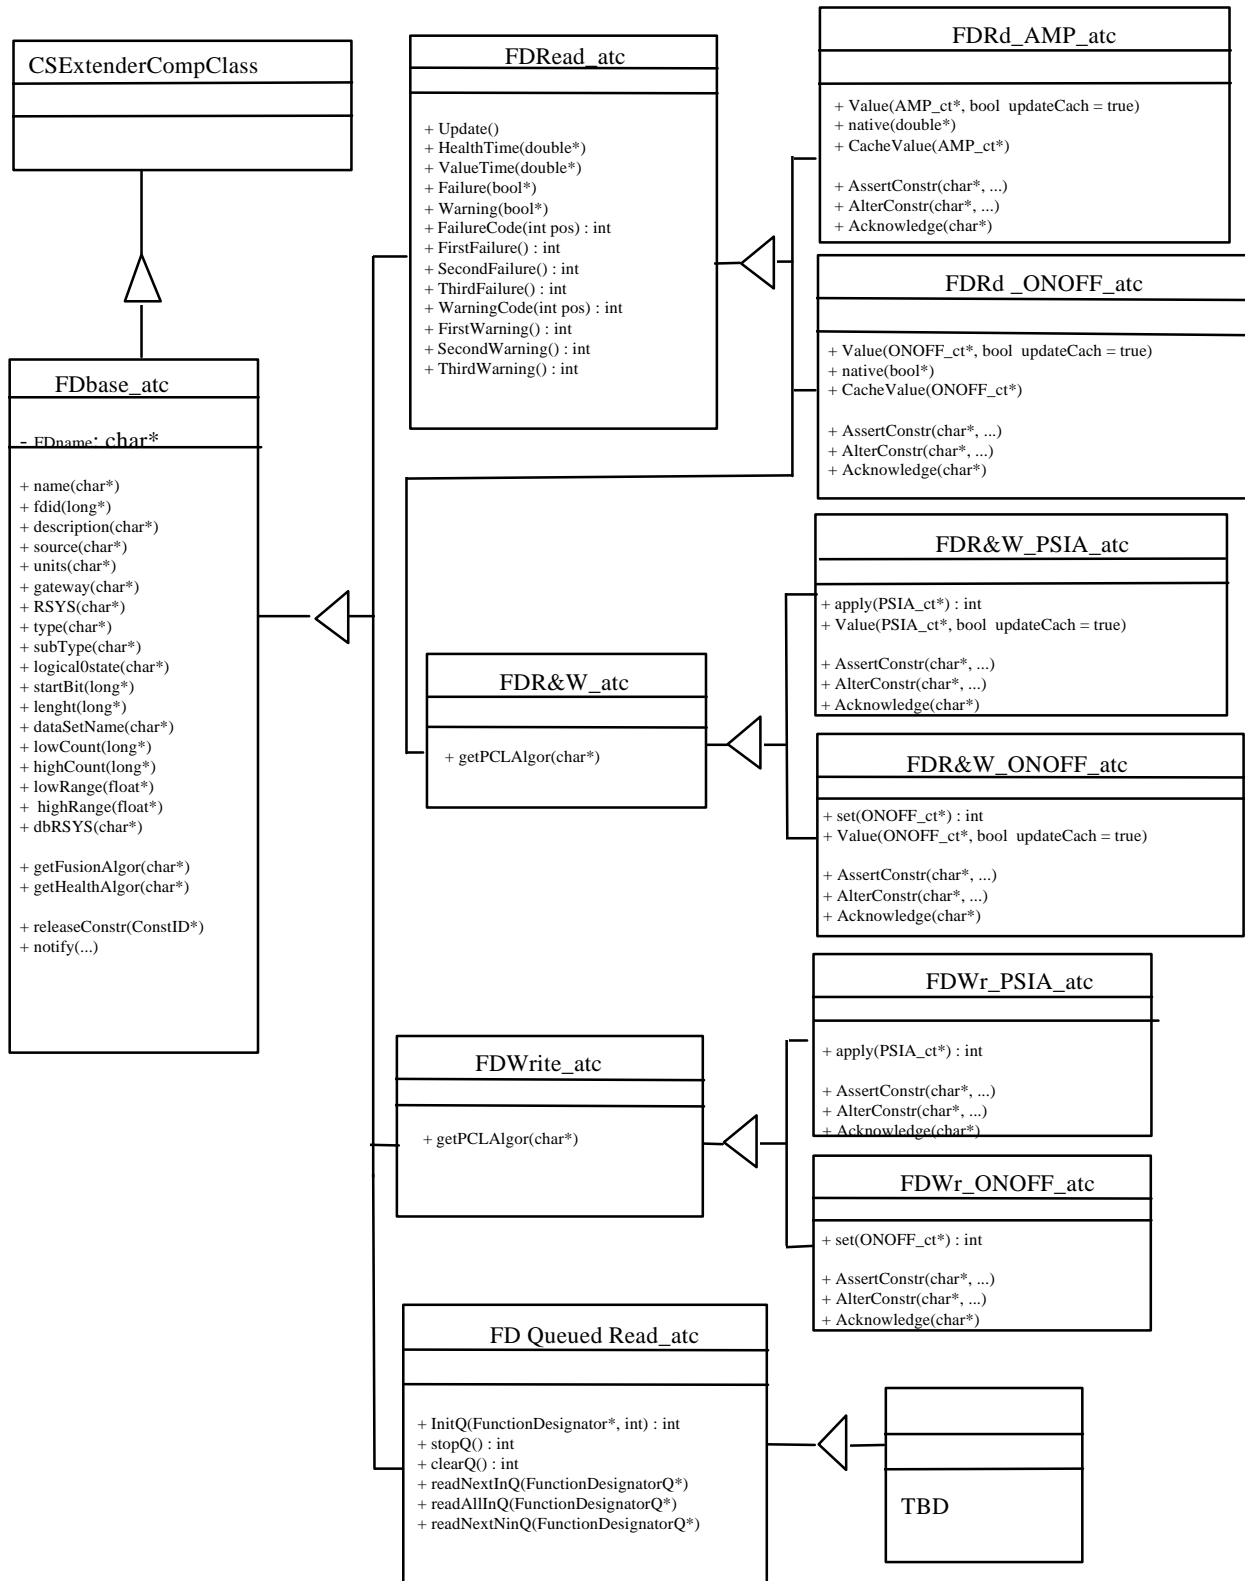 CSExtenderCompClass
FDbase_atc
- FDname: char*
+ name(char*)
+ fdid(long*)
+ description(char*)
+ source(char*)
+ units(char*)
+ gateway(char*)
+ RSYS(char*)
+ type(char*)
+ subType(char*)
+ logical0state(char*)
+ startBit(long*)
+ lenght(long*)
+ dataSetName(char*)
+ lowCount(long*)
+ highCount(long*)
+ lowRange(float*)
+ highRange(float*)
+ dbRSYS(char*)
+ getFusionAlgor(char*)
+ getHealthAlgor(char*)
+ releaseConstr(ConstID*)
+ notify(...)
FDRead_atc
+ Update()
+ HealthTime(double*)
+ ValueTime(double*)
+ Failure(bool*)
+ Warning(bool*)
+ FailureCode(int pos) : int
+ FirstFailure() : int
+ SecondFailure() : int
+ ThirdFailure() : int
+ WarningCode(int pos) : int
+ FirstWarning() : int
+ SecondWarning() : int
+ ThirdWarning() : int
FDR&W_atc
+ getPCLAlgor(char*)
FDWrite_atc
+ getPCLAlgor(char*)
FD Queued Read_atc
+ InitQ(FunctionDesignator*, int) : int
+ stopQ() : int
+ clearQ() : int
+ readNextInQ(FunctionDesignatorQ*)
+ readAllInQ(FunctionDesignatorQ*)
+ readNextNinQ(FunctionDesignatorQ*)
FDRd_AMP_atc
+ Value(AMP_ct*, bool updateCach = true)
+ native(double*)
+ CacheValue(AMP_ct*)
+ AssertConstr(char*, ...)
+ AlterConstr(char*, ...)
+ Acknowledge(char*)
FDRd _ONOFF_atc
+ Value(ONOFF_ct*, bool updateCach = true)
+ native(bool*)
+ CacheValue(ONOFF_ct*)
+ AssertConstr(char*, ...)
+ AlterConstr(char*, ...)
+ Acknowledge(char*)
FDR&W_PSIA_atc
+ apply(PSIA_ct*) : int
+ Value(PSIA_ct*, bool updateCach = true)
+ AssertConstr(char*, ...)
+ AlterConstr(char*, ...)
+ Acknowledge(char*)
FDR&W_ONOFF_atc
+ set(ONOFF_ct*) : int
+ Value(ONOFF_ct*, bool updateCach = true)
+ AssertConstr(char*, ...)
+ AlterConstr(char*, ...)
+ Acknowledge(char*)
FDWr_PSIA_atc
+ apply(PSIA_ct*) : int
+ AssertConstr(char*, ...)
+ AlterConstr(char*, ...)
+ Acknowledge(char*)
FDWr_ONOFF_atc
+ set(ONOFF_ct*) : int
+ AssertConstr(char*, ...)
+ AlterConstr(char*, ...)
+ Acknowledge(char*)
TBD